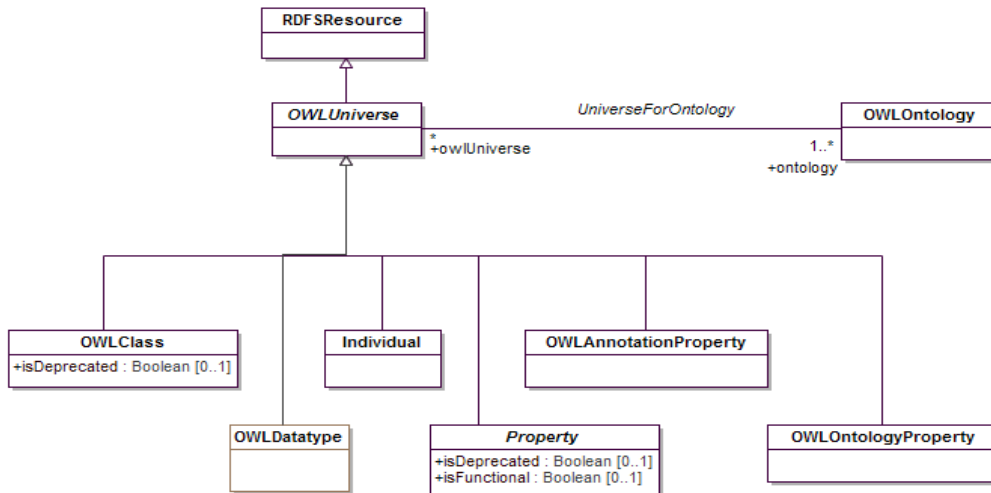 RDFSResource
OWLUniverse
UniverseForOntology
OWLOntology
*
+owlUniverse
1..*
+ontology
OWLClass
+isDeprecated : Boolean [0..1]
Individual
OWLAnnotationProperty
OWLDatatype
Property
+isDeprecated : Boolean [0..1]
+isFunctional : Boolean [0..1]
OWLOntologyProperty